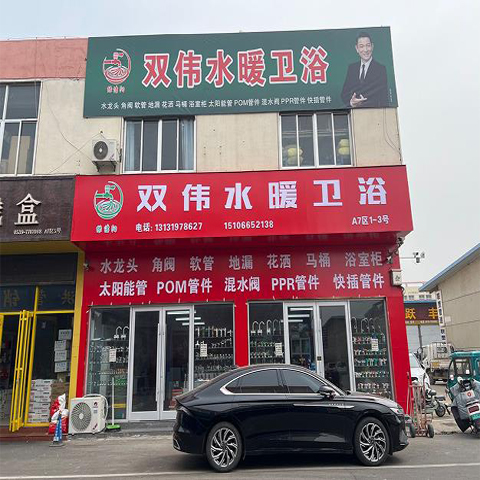 双伟水暖卫浴
水龙头 角阀 软管 地漏 花洒 马桶 浴室柜 太阳能管 POM管件 混水阀 PPR管件 快插管件
双伟水暖卫浴
电话: 13131978627 15106652138
A7区1-3号
水龙头 角阀 软管 地漏 花洒 马桶 浴室柜
太阳能管 POM管件 混水阀 PPR管件 快插管件
盒